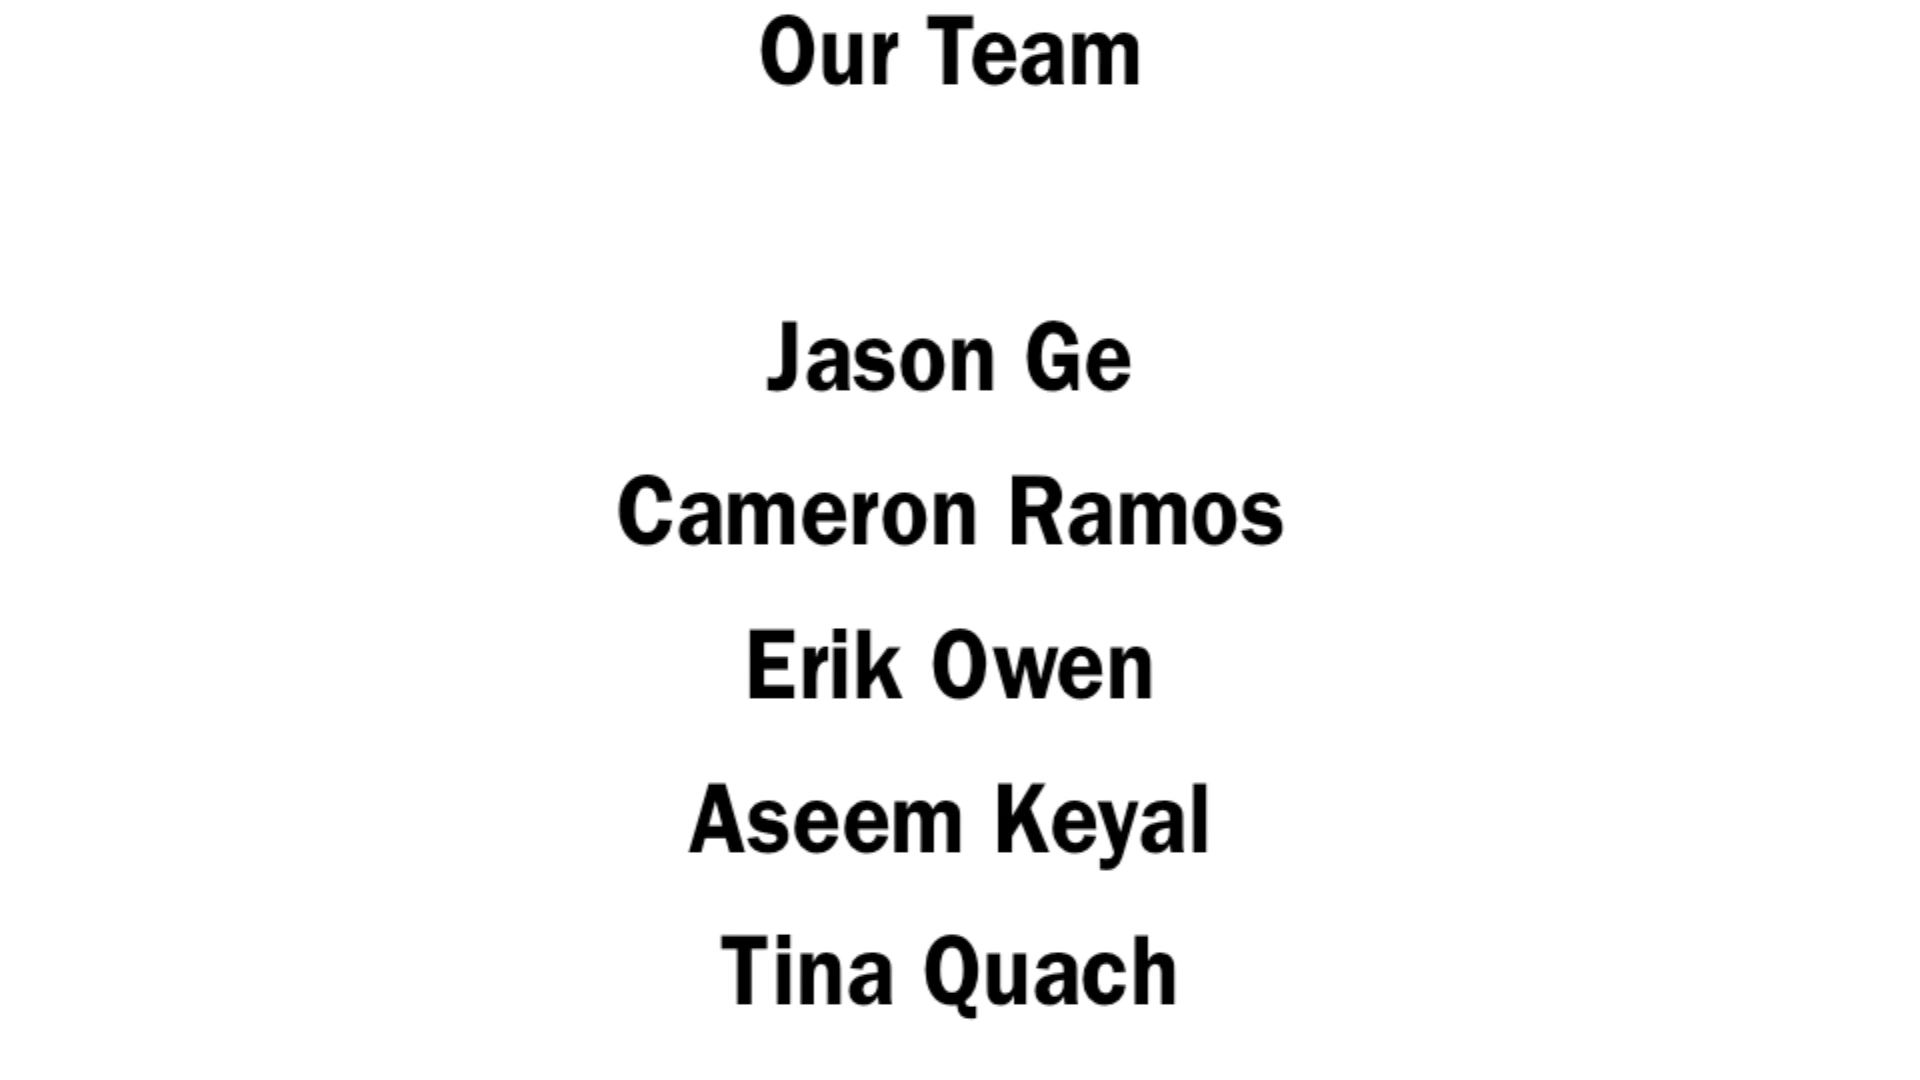 Our Team
Jason Ge
Cameron Ramos
Erik Owen
Aseem Keyal
Tina Quach